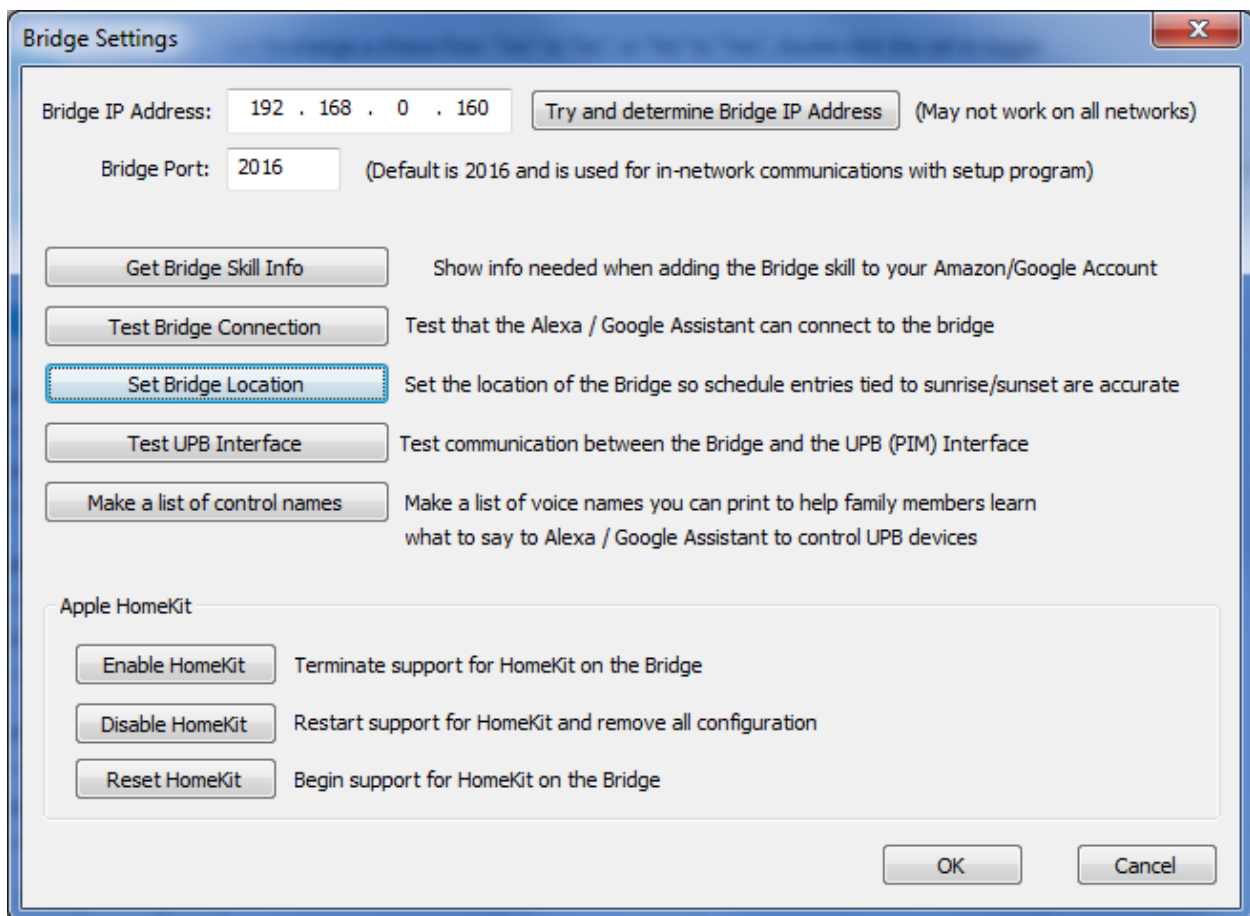 Bridge Settings
Bridge IP Address: 192 . 168 . 0 . 160 Try and determine Bridge IP Address (May not work on all networks)
Bridge Port: 2016 (Default is 2016 and is used for in-network communications with setup program)
Get Bridge Skill Info Show info needed when adding the Bridge skill to your Amazon/Google Account
Test Bridge Connection Test that the Alexa / Google Assistant can connect to the bridge
Set Bridge Location Set the location of the Bridge so schedule entries tied to sunrise/sunset are accurate
Test UPB Interface Test communication between the Bridge and the UPB (PIM) Interface
Make a list of control names Make a list of voice names you can print to help family members learn
what to say to Alexa / Google Assistant to control UPB devices
Apple HomeKit
Enable HomeKit Terminate support for HomeKit on the Bridge
Disable HomeKit Restart support for HomeKit and remove all configuration
Reset HomeKit Begin support for HomeKit on the Bridge
OK Cancel